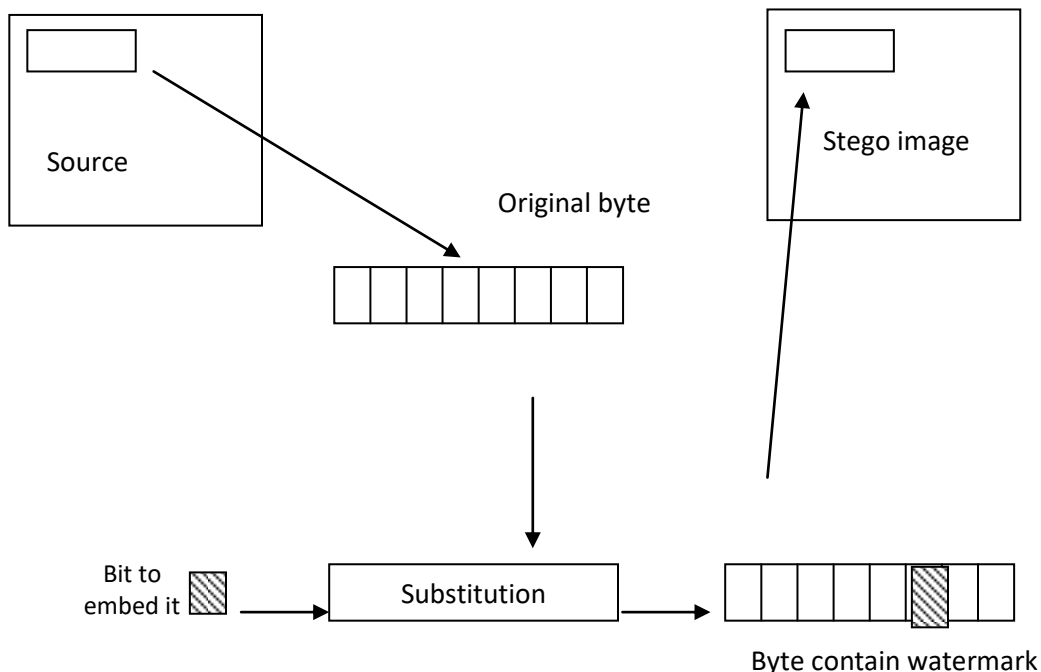 Source
Stego image
Original byte
Bit to
embed it
Substitution
Byte contain watermark